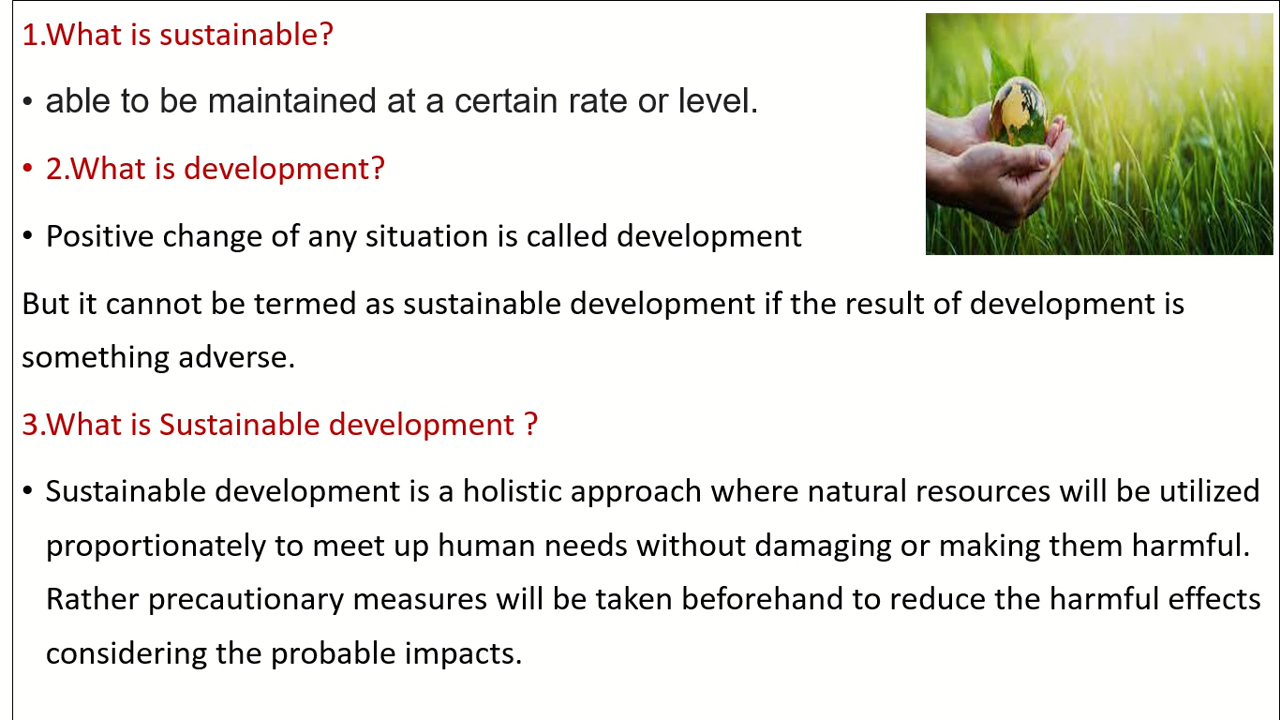 1.What is sustainable?
• able to be maintained at a certain rate or level.
• 2.What is development?
• Positive change of any situation is called development
But it cannot be termed as sustainable development if the result of development is
something adverse.
3.What is Sustainable development ?
• Sustainable development is a holistic approach where natural resources will be utilized
proportionately to meet up human needs without damaging or making them harmful.
Rather precautionary measures will be taken beforehand to reduce the harmful effects
considering the probable impacts.